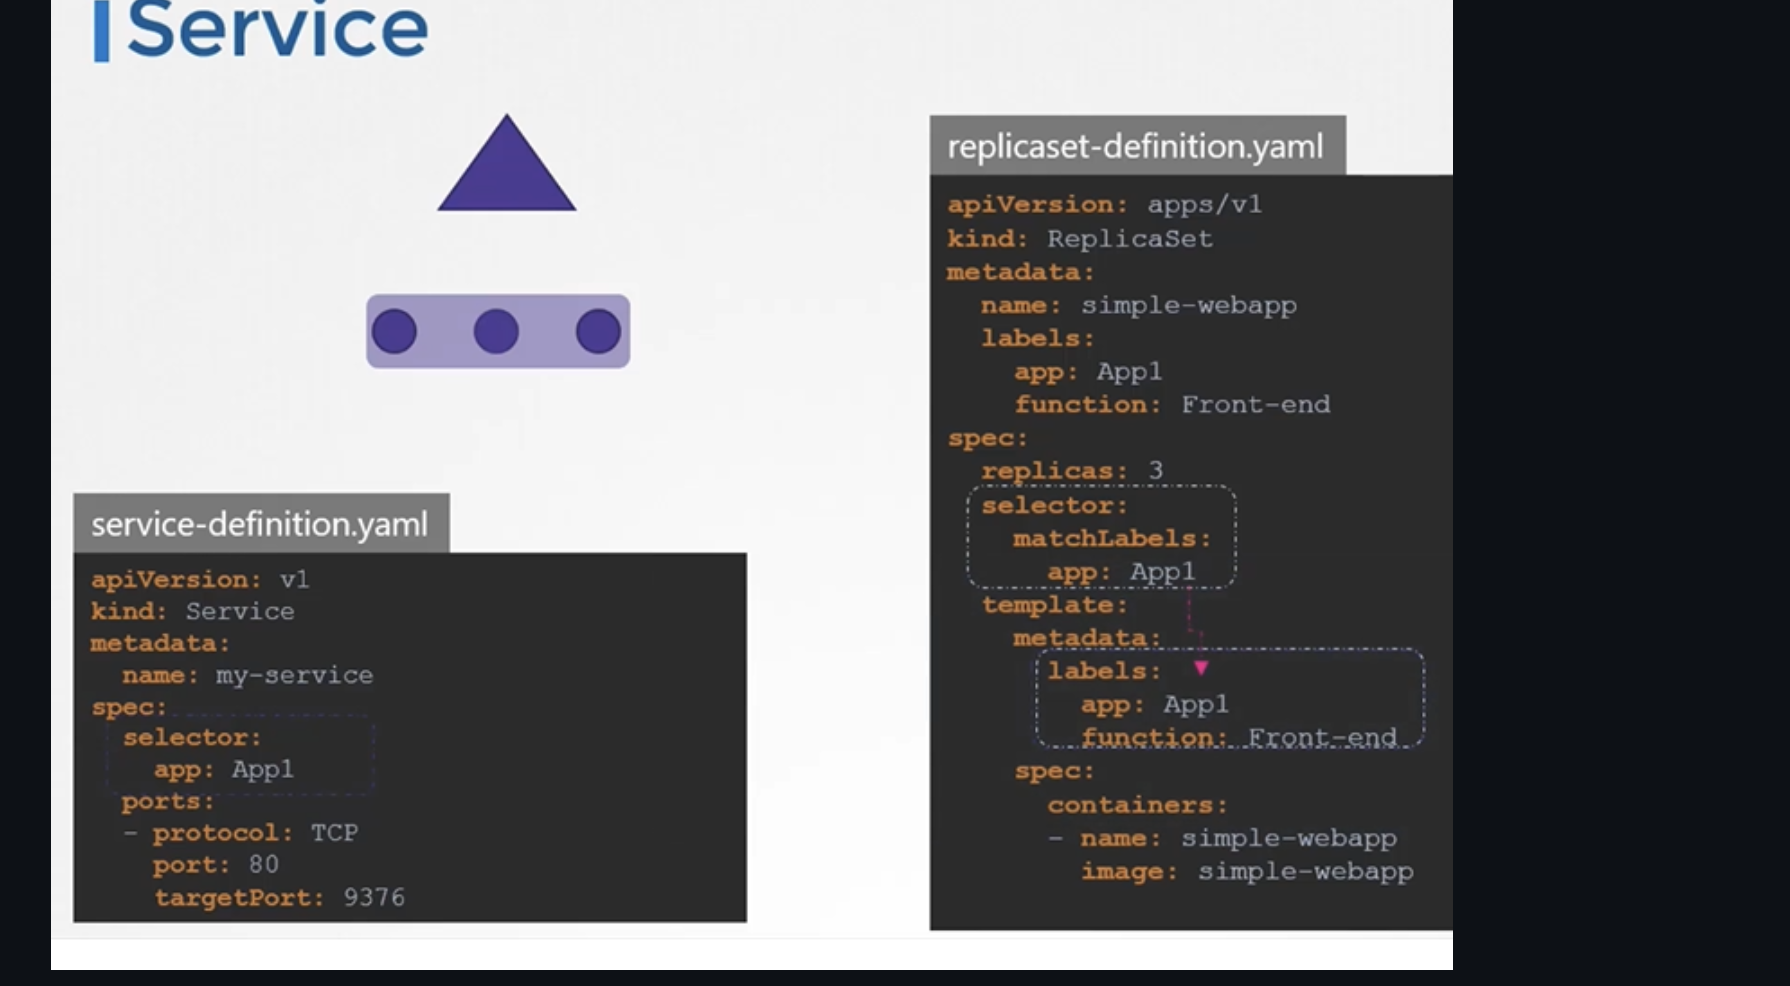 Service
replicaset-definition.yaml
apiVersion: apps/v1
kind: ReplicaSet
metadata:
  name: simple-webapp
  labels:
    app: App1
    function: Front-end
spec:
  replicas: 3
  selector:
    matchLabels:
      app: App1
  template:
    metadata:
      labels:
        app: App1
        function: Front-end
    spec:
      containers:
      - name: simple-webapp
        image: simple-webapp
service-definition.yaml
apiVersion: v1
kind: Service
metadata:
  name: my-service
spec:
  selector:
    app: App1
  ports:
  - protocol: TCP
    port: 80
    targetPort: 9376